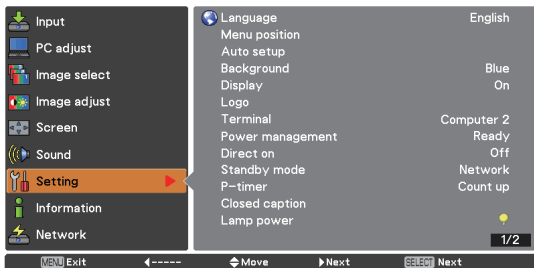 Input
PC adjust
Image select
Image adjust
Screen
Sound
Setting
Information
Network
Language English
Menu position
Auto setup
Background Blue
Display On
Logo
Terminal Computer 2
Power management Ready
Direct on Off
Standby mode Network
P-timer Count up
Closed caption
Lamp power
1/2
MENU Exit ◀----- Move Next SELECT Next